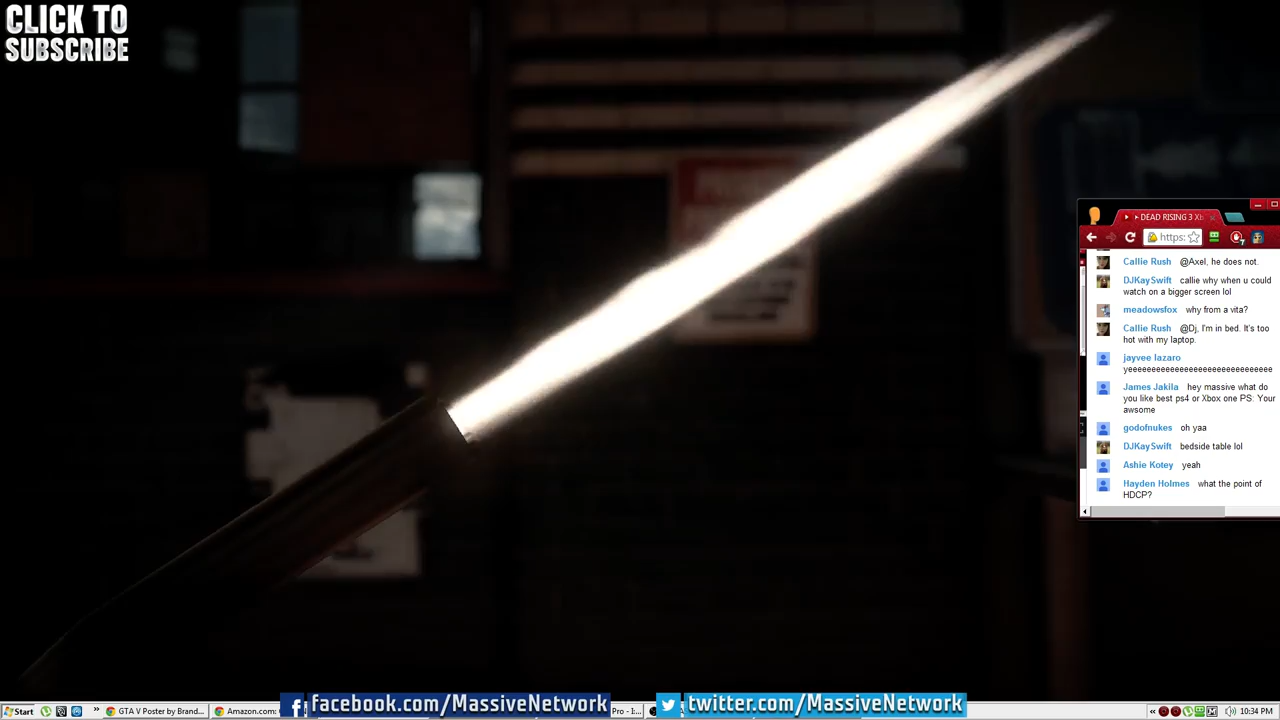 CLICK TO
SUBSCRIBE
DEAD RISING 3 Xb
https:
Callie Rush @Axel, he does not.
DJKaySwift callie why when u could
watch on a bigger screen lol
meadowsfox why from a vita?
Callie Rush @Dj, I'm in bed. It's too
hot with my laptop.
jayvee lazaro
yeeeeeeeeeeeeeeeeeeeeeeeeeeeeee
James Jakila hey massive what do
you like best ps4 or Xbox one PS: Your
awsome
godofnukes oh yaa
DJKaySwift bedside table lol
Ashie Kotey yeah
Hayden Holmes what the point of
HDCP?
facebook.com/MassiveNetwork
twitter.com/MassiveNetwork
Start
GTA V Poster by Brand...
Amazon.com:
Pro - I...
10:34 PM